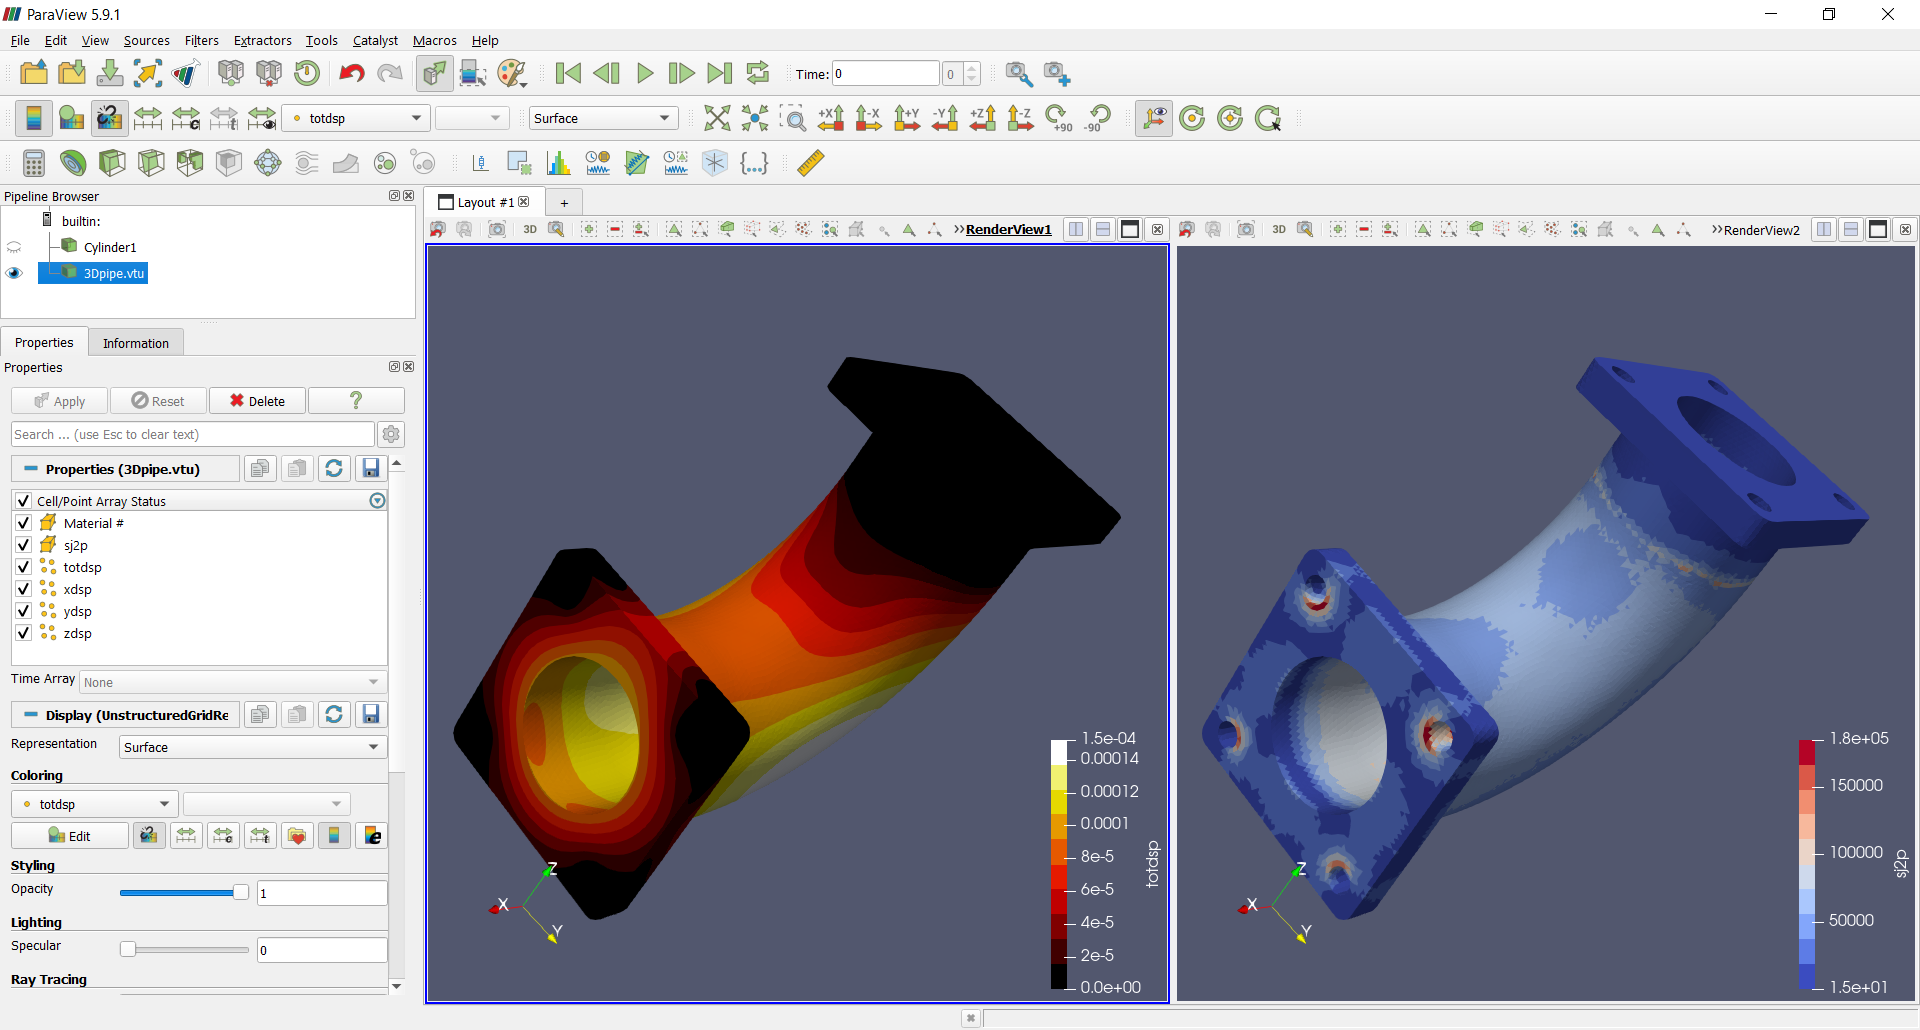 ParaView 5.9.1
File Edit View Sources Filters Extractors Tools Catalyst Macros Help
Time: 0 0
totdsp Surface +X -X +Y -Y +Z -Z +90 -90
Pipeline Browser
builtin:
Cylinder1
3Dpipe.vtu
Properties Information
Properties
Apply Reset Delete ?
Search ... (use Esc to clear text)
Properties (3Dpipe.vtu)
Cell/Point Array Status
Material #
sj2p
totdsp
xdsp
ydsp
zdsp
Time Array None
Display (UnstructuredGridRe
Representation Surface
Coloring
totdsp
Edit
Styling
Opacity 1
Lighting
Specular 0
Ray Tracing
Layout #1 +
3D >>RenderView1
3D >>RenderView2
1.5e-04
0.00014
0.00012
0.0001
8e-5
6e-5
4e-5
2e-5
0.0e+00
totdsp
Z
X
Y
1.8e+05
150000
100000
50000
1.5e+01
sj2p
Z
X
Y